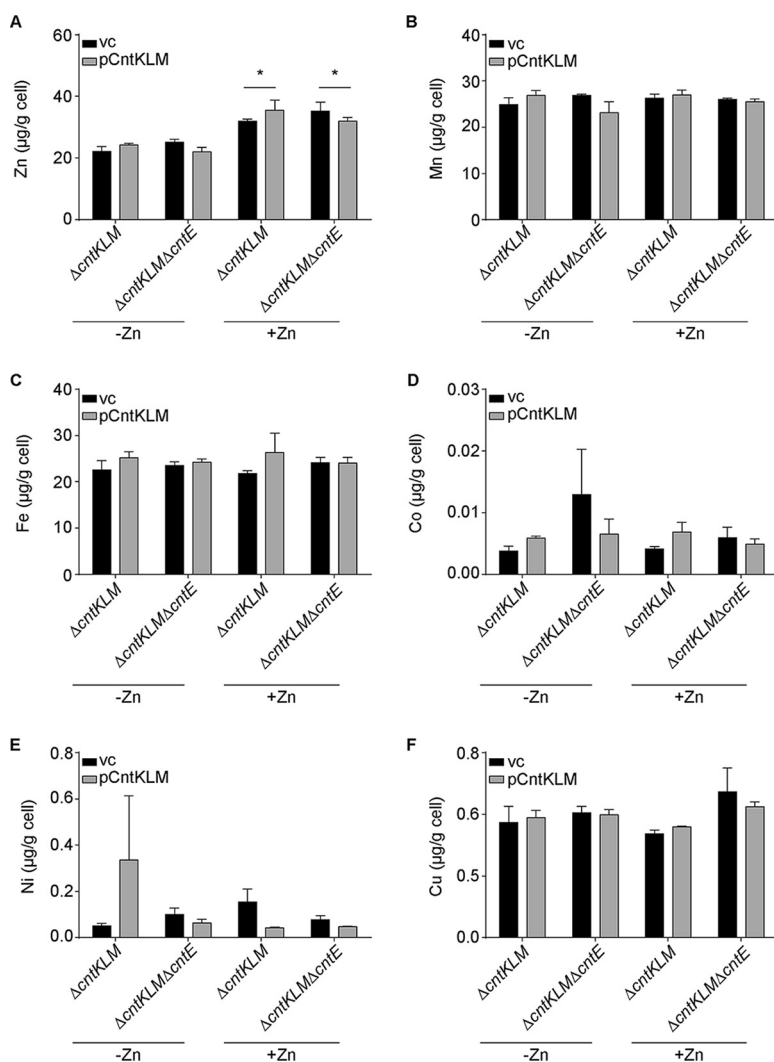 A
Zn (µg/g cell)
60
40
20
0
vc
pCntKLM
*
*
ΔcntKLM
ΔcntKLMΔcntE
ΔcntKLM
ΔcntKLMΔcntE
-Zn
+Zn
B
Mn (µg/g cell)
40
30
20
10
0
vc
pCntKLM
ΔcntKLM
ΔcntKLMΔcntE
ΔcntKLM
ΔcntKLMΔcntE
-Zn
+Zn
C
Fe (µg/g cell)
40
30
20
10
0
vc
pCntKLM
ΔcntKLM
ΔcntKLMΔcntE
ΔcntKLM
ΔcntKLMΔcntE
-Zn
+Zn
D
Co (µg/g cell)
0.03
0.02
0.01
0.00
vc
pCntKLM
ΔcntKLM
ΔcntKLMΔcntE
ΔcntKLM
ΔcntKLMΔcntE
-Zn
+Zn
E
Ni (µg/g cell)
0.8
0.6
0.4
0.2
0.0
vc
pCntKLM
ΔcntKLM
ΔcntKLMΔcntE
ΔcntKLM
ΔcntKLMΔcntE
-Zn
+Zn
F
Cu (µg/g cell)
0.8
0.6
0.5
0.0
vc
pCntKLM
ΔcntKLM
ΔcntKLMΔcntE
ΔcntKLM
ΔcntKLMΔcntE
-Zn
+Zn